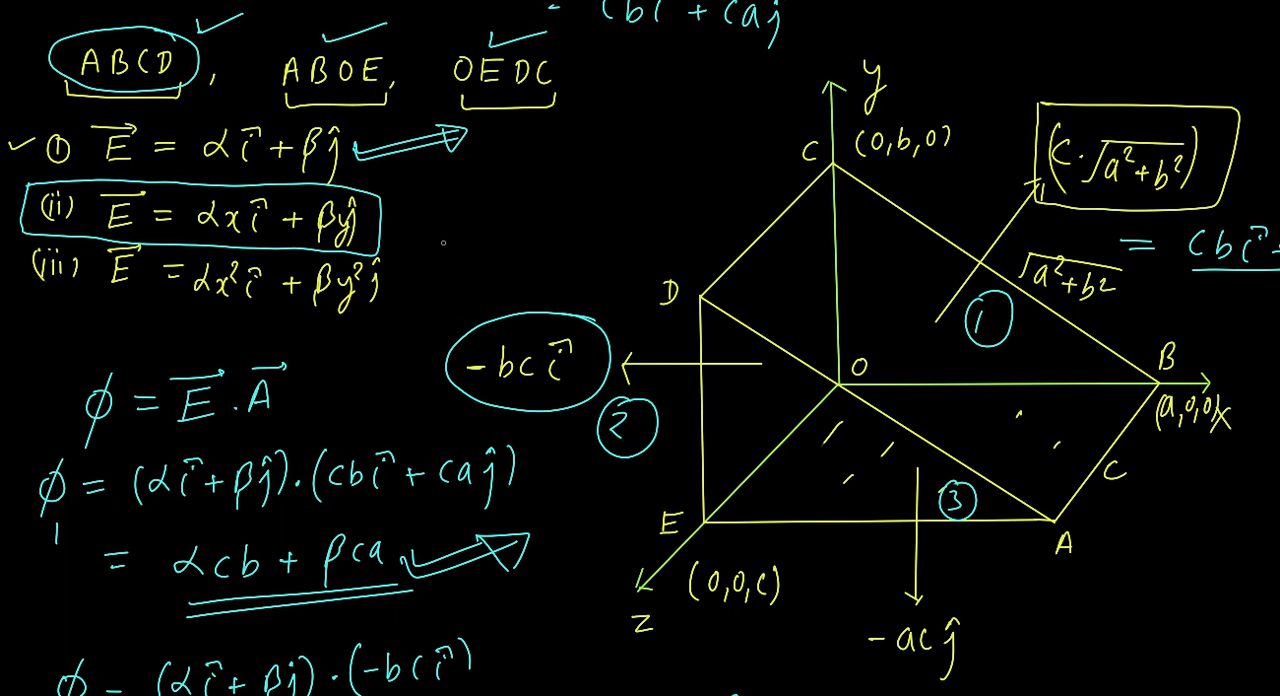 = cbî + caĵ
ABCD, ABOE, OEDC
① E⃗ = αî + βĵ
(ii) E⃗ = αxî + βyĵ
(iii) E⃗ = αx²î + βy²ĵ
y
C (0,b,0)
(C·√a²+b²)
= cbî +
√a²+b²
①
D
-bcî
②
O
B
(a,0,0) x
C
③
E
A
(0,0,c)
z
-acĵ
ϕ = E⃗ . A⃗
ϕ₁ = (αî + βĵ)·(cbî + caĵ)
= αcb + βca
ϕ = (αî + βĵ)·(-bcî)